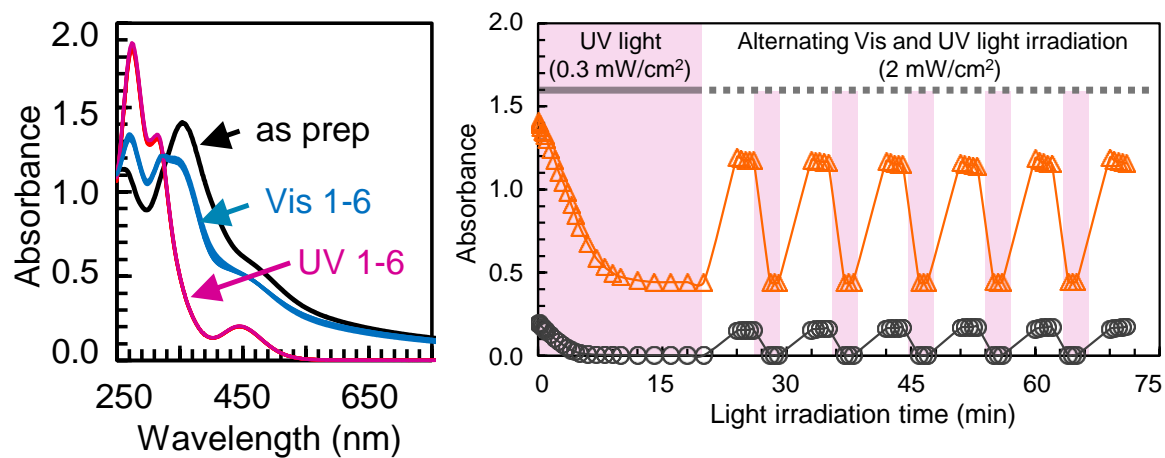 2.0
1.5
1.0
0.5
0.0
Absorbance
250
450
650
Wavelength (nm)
as prep
Vis 1-6
UV 1-6
2.0
1.5
1.0
0.5
0.0
Absorbance
UV light
(0.3 mW/cm²)
Alternating Vis and UV light irradiation
(2 mW/cm²)
0
15
30
45
60
75
Light irradiation time (min)